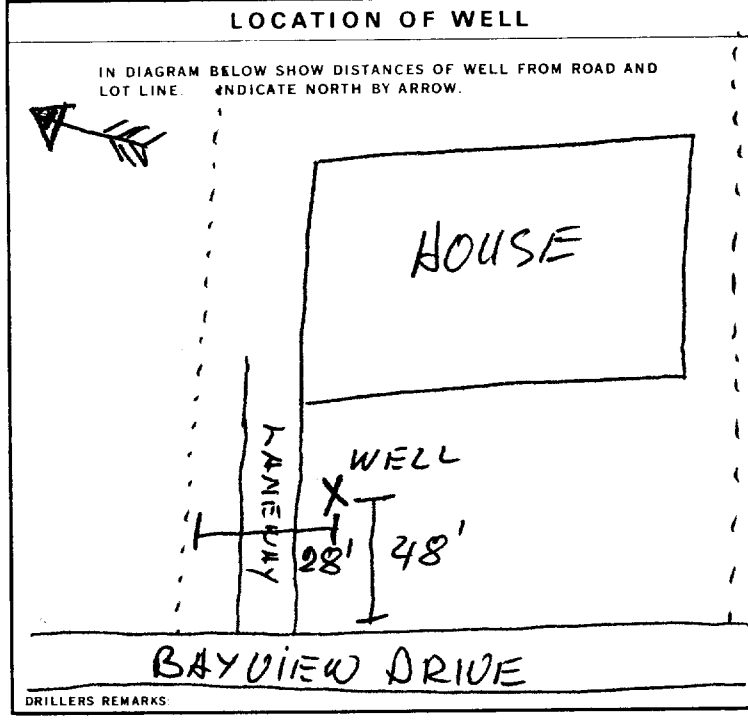 LOCATION OF WELL
IN DIAGRAM BELOW SHOW DISTANCES OF WELL FROM ROAD AND
LOT LINE. INDICATE NORTH BY ARROW.
HOUSE
LANEWAY
WELL
X
28'
48'
BAYVIEW DRIVE
DRILLERS REMARKS: